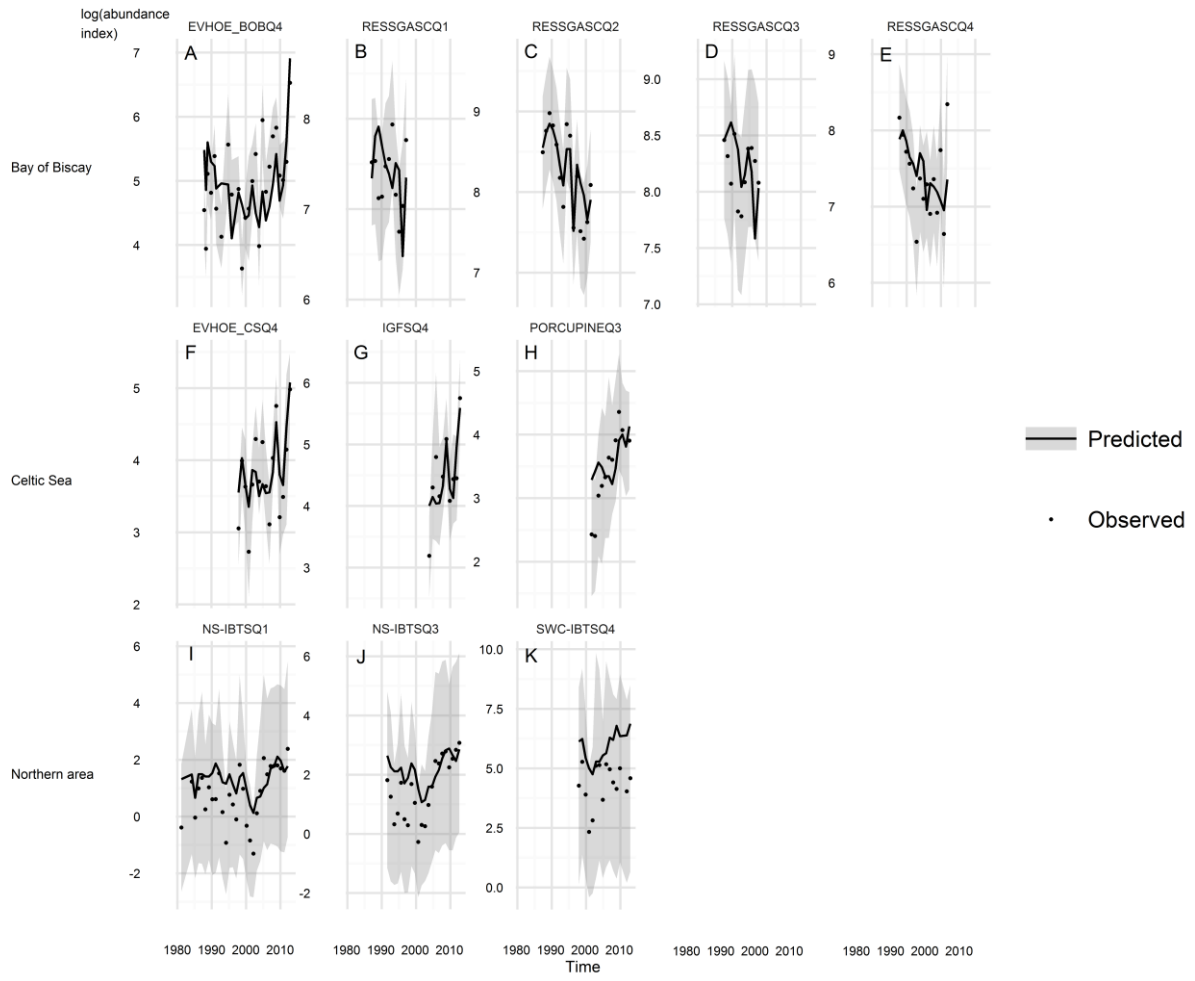 log(abundance
index)
EVHOE_BOBQ4 RESSGASCQ1 RESSGASCQ2 RESSGASCQ3 RESSGASCQ4
A B C D E
7 6 5 4
8 7 6
9 8 7
9.0 8.5 8.0 7.5 7.0
9 8 7 6
Bay of Biscay
EVHOE_CSQ4 IGFSQ4 PORCUPINEQ3
F G H
5 4 3 2
6 5 4 3
5 4 3 2
Celtic Sea
Predicted
Observed
NS-IBTSQ1 NS-IBTSQ3 SWC-IBTSQ4
I J K
6 4 2 0 -2
6 4 2 0 -2
10.0 7.5 5.0 2.5 0.0
Northern area
1980 1990 2000 2010 1980 1990 2000 2010 1980 1990 2000 2010 1980 1990 2000 2010 1980 1990 2000 2010
Time